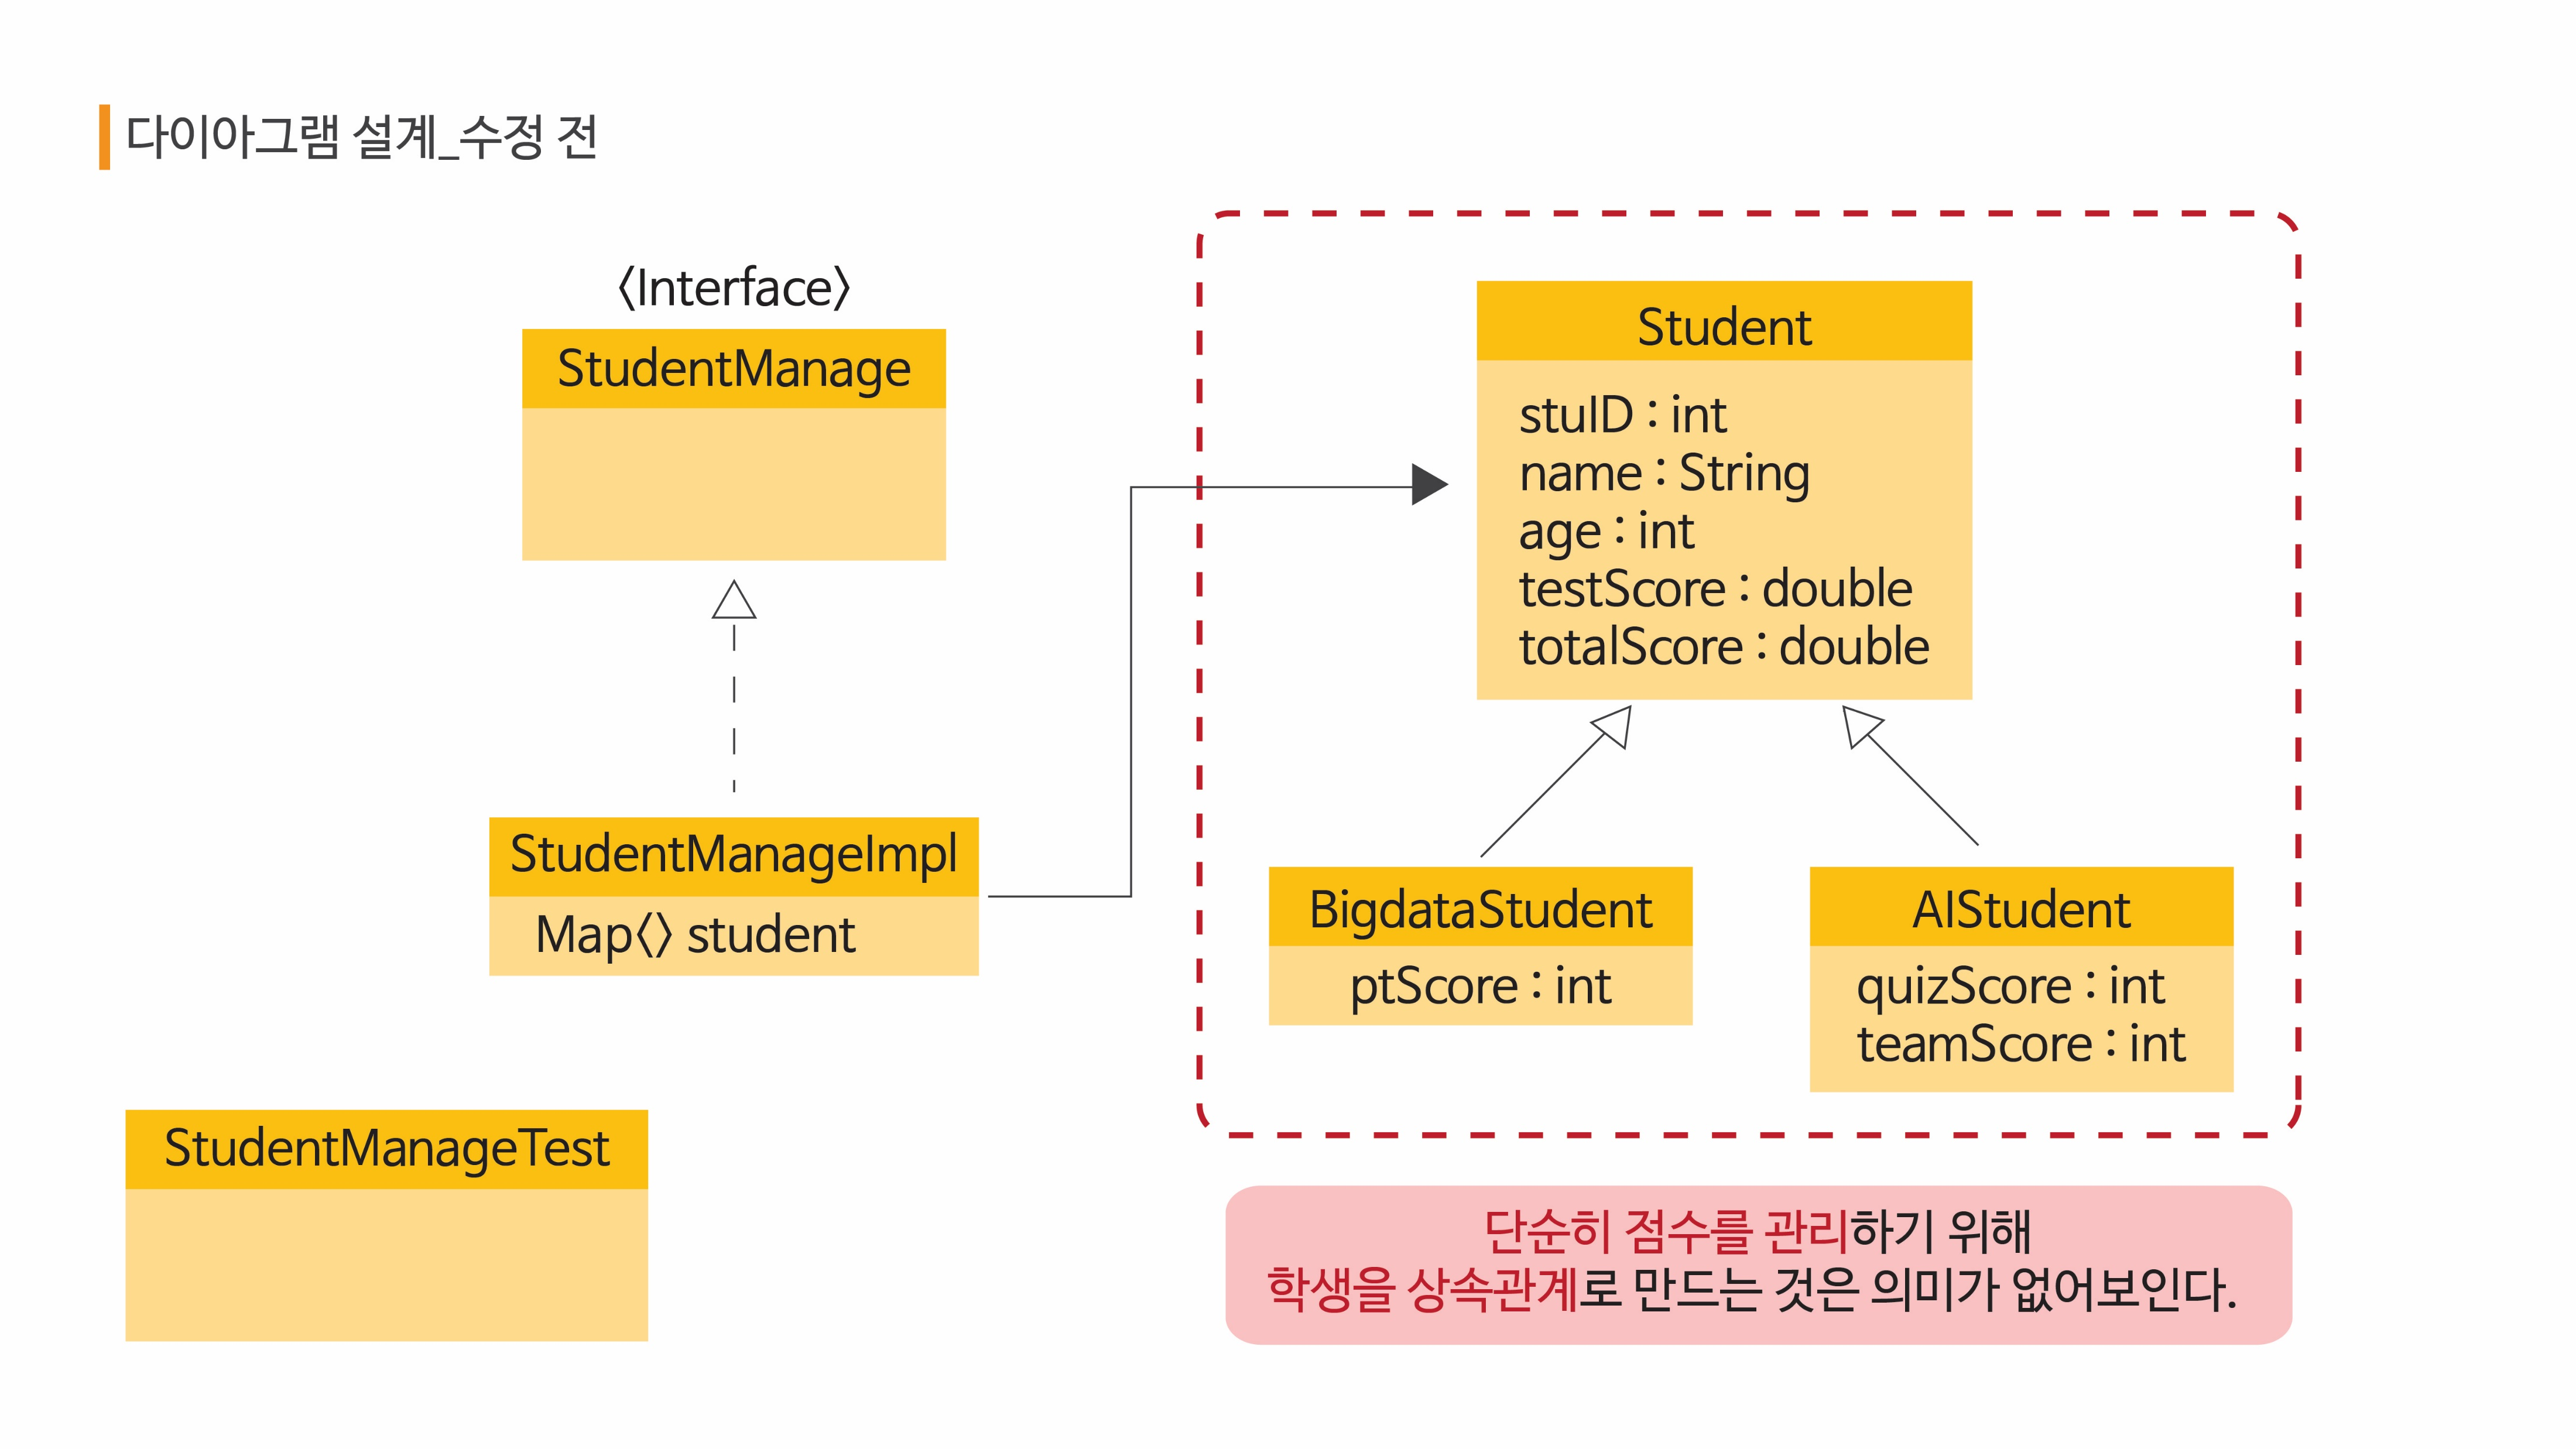 다이아그램 설계_수정 전
〈Interface〉
StudentManage
StudentManageImpl
Map〈〉 student
StudentManageTest
Student
stuID : int
name : String
age : int
testScore : double
totalScore : double
BigdataStudent
ptScore : int
AIStudent
quizScore : int
teamScore : int
단순히 점수를 관리하기 위해
학생을 상속관계로 만드는 것은 의미가 없어보인다.